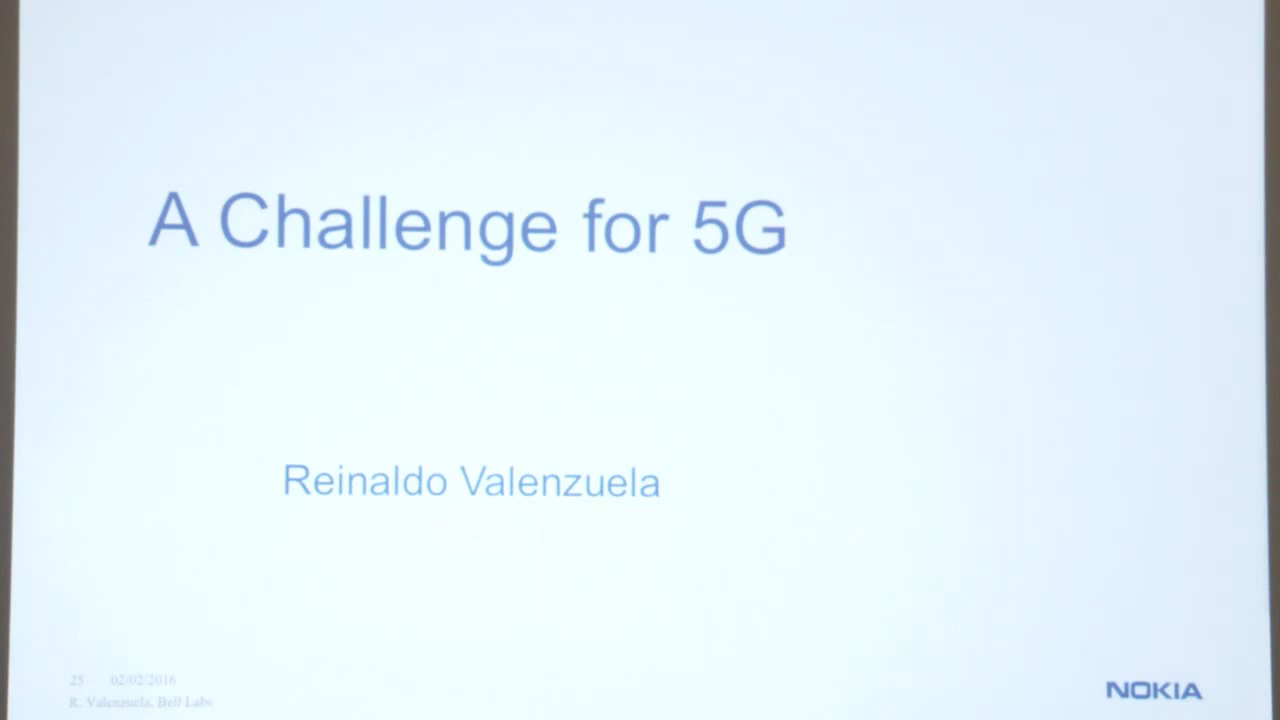 A Challenge for 5G
Reinaldo Valenzuela
25 02/02/2016
R. Valenzuela, Bell Labs
NOKIA